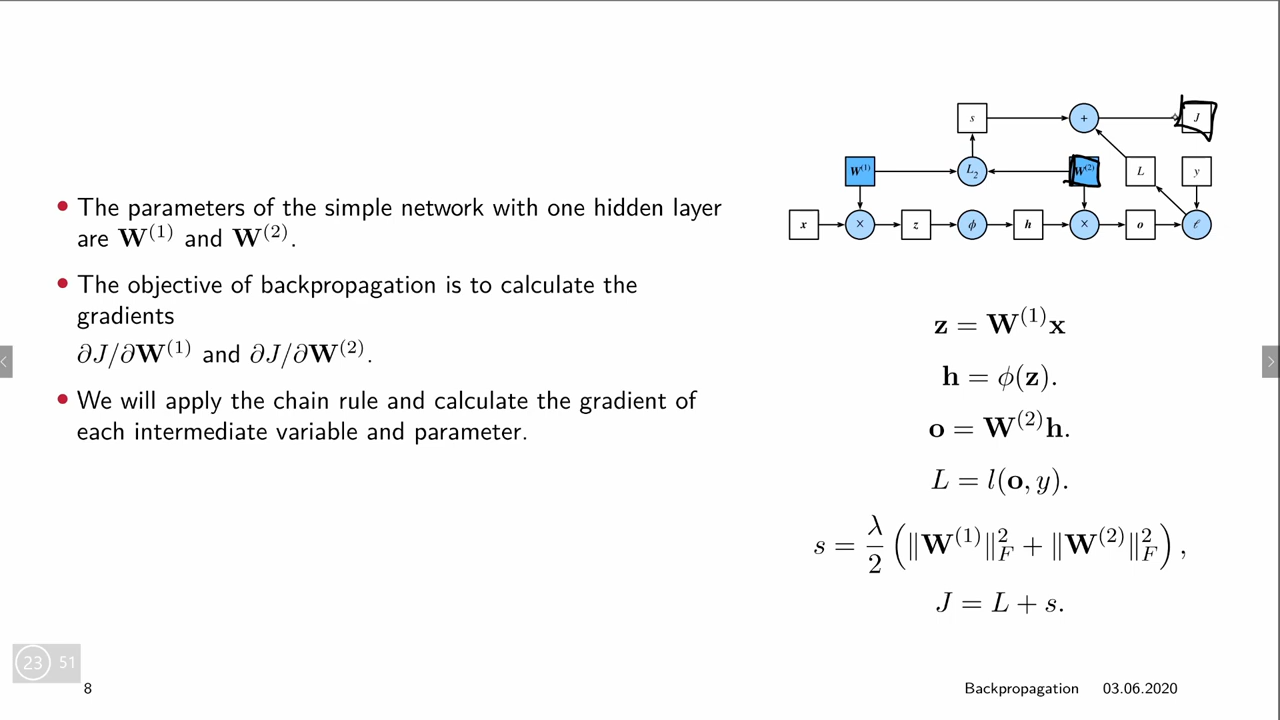 s + J
W⁽¹⁾ L₂ W⁽²⁾ L y
x × z ϕ h × o ℓ
• The parameters of the simple network with one hidden layer
are W⁽¹⁾ and W⁽²⁾.
• The objective of backpropagation is to calculate the
gradients
∂J/∂W⁽¹⁾ and ∂J/∂W⁽²⁾.
• We will apply the chain rule and calculate the gradient of
each intermediate variable and parameter.
z = W⁽¹⁾x
h = ϕ(z).
o = W⁽²⁾h.
L = l(o, y).
s = λ/2 (‖W⁽¹⁾‖²_F + ‖W⁽²⁾‖²_F),
J = L + s.
23 51
8
Backpropagation 03.06.2020